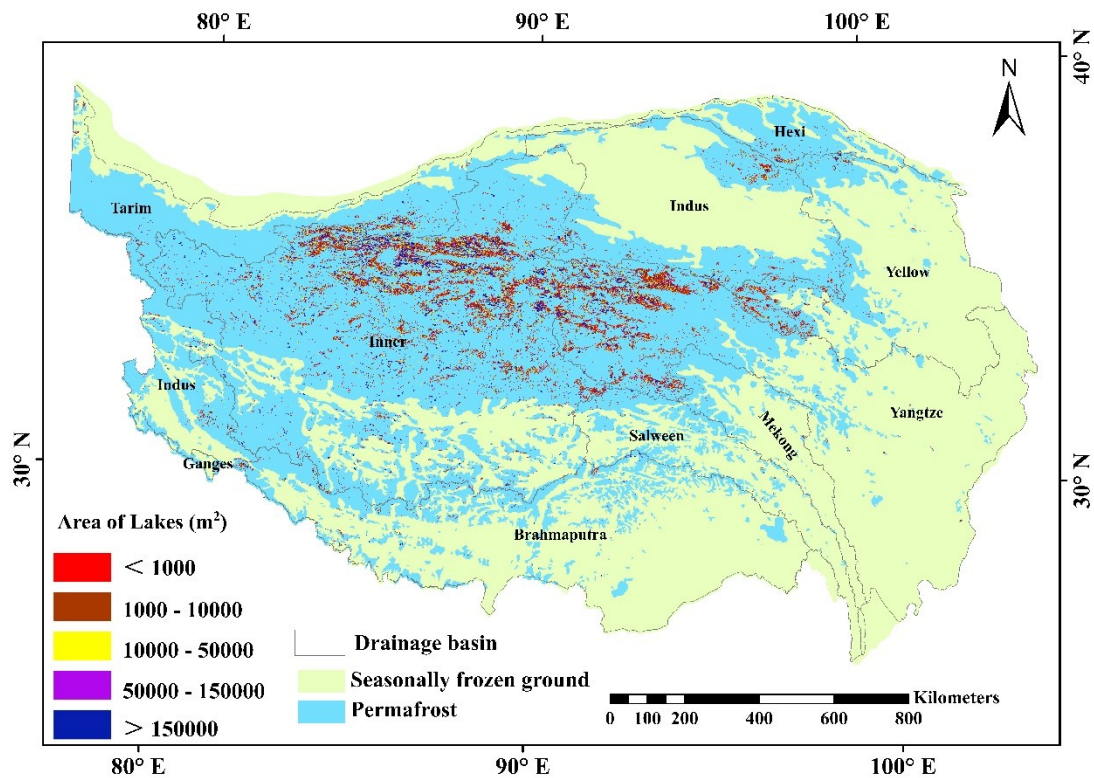 80° E 90° E 100° E
40° N
N
Hexi
Tarim
Indus
Yellow
Inner
Indus
Yangtze
Mekong
Salween
30° N
Ganges
30° N
Brahmaputra
Area of Lakes (m²)
< 1000
1000 - 10000
10000 - 50000
50000 - 150000
> 150000
Drainage basin
Seasonally frozen ground
Permafrost
Kilometers
0 100 200 400 600 800
80° E 90° E 100° E